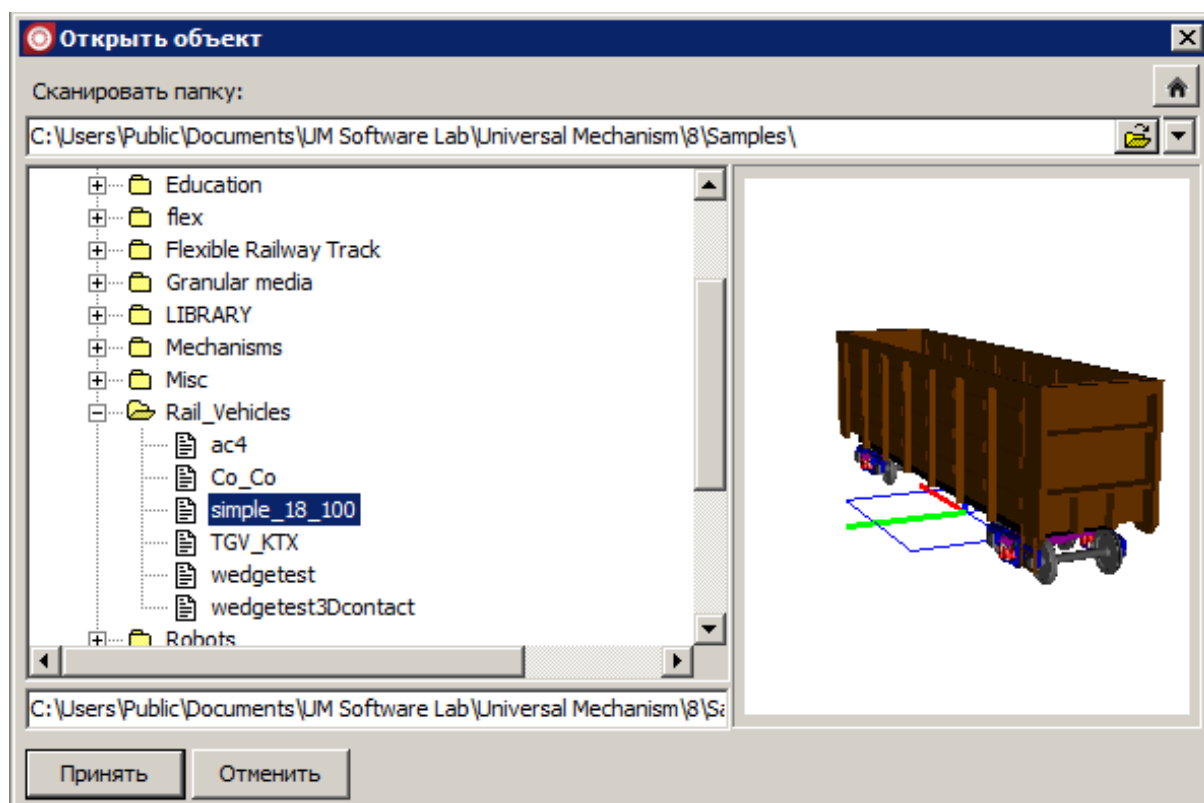 Открыть объект
Сканировать папку:
C:\Users\Public\Documents\UM Software Lab\Universal Mechanism\8\Samples\
Education
flex
Flexible Railway Track
Granular media
LIBRARY
Mechanisms
Misc
Rail_Vehicles
ac4
Co_Co
simple_18_100
TGV_KTX
wedgetest
wedgetest3Dcontact
Robots
C:\Users\Public\Documents\UM Software Lab\Universal Mechanism\8\Sa
Принять
Отменить